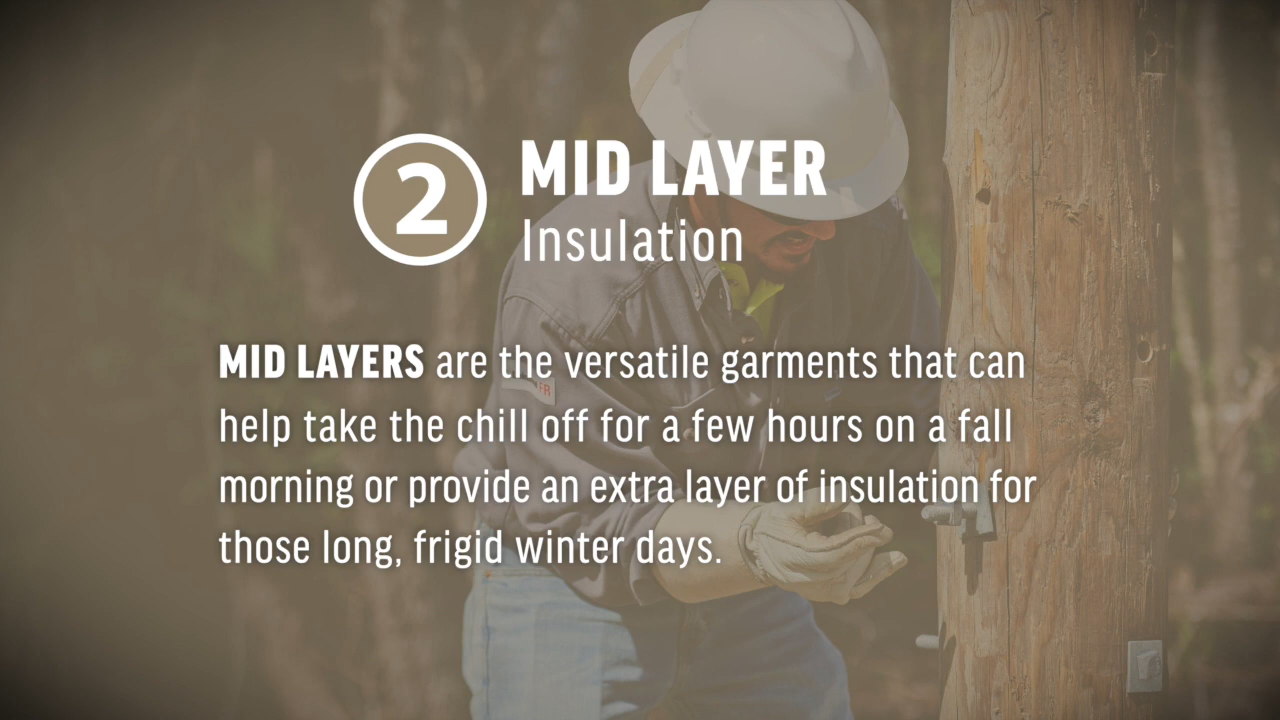 2
MID LAYER
Insulation
MID LAYERS are the versatile garments that can
help take the chill off for a few hours on a fall
morning or provide an extra layer of insulation for
those long, frigid winter days.
FR